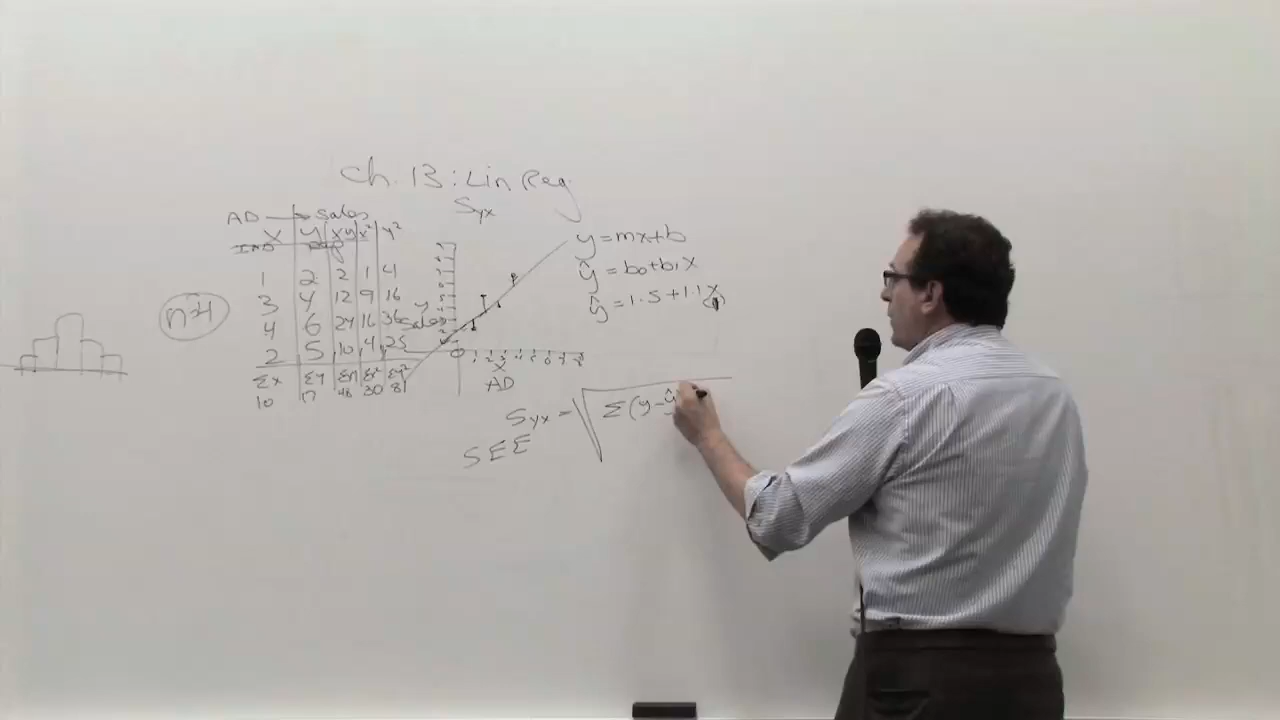 Ch. 13: Lin Reg
Syx
AD → Sales
X Y XY X² Y²
1 2 2 1 4
3 4 12 9 16
4 6 24 16 36
2 5 10 4 25
Σx Σy Σxy Σx² Σy²
10 17 48 30 81
n=4
y = mx+b
ŷ = b₀+b₁X
ŷ = 1.5+1.1X
y
Sales
X
AD
Syx = √Σ(y-ŷ
SEE